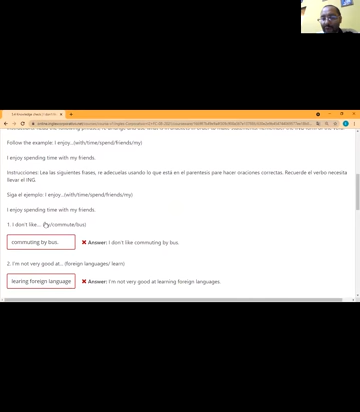 Follow the example: I enjoy...(with/time/spend/friends/my)
I enjoy spending time with my friends.
Instrucciones: Lea las siguientes frases, re adecuelas usando lo que está en el parentesis pare hacer oraciones correctas. Recuerde el verbo necesita
llevar el ING.
Siga el ejemplo: I enjoy...(with/time/spend/friends/my)
I enjoy spending time with my friends.
1. I don't like... (by/commute/bus)
commuting by bus.
✖ Answer: I don't like commuting by bus.
2. I'm not very good at... (foreign languages/ learn)
learing foreign language
✖ Answer: I'm not very good at learning foreign languages.